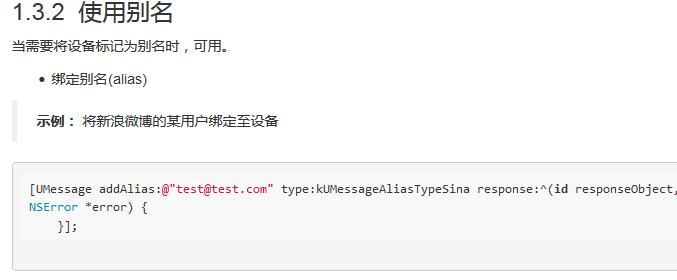 1.3.2 使用别名
当需要将设备标记为别名时，可用。
• 绑定别名(alias)
示例： 将新浪微博的某用户绑定至设备
[UMessage addAlias:@"test@test.com" type:kUMessageAliasTypeSina response:^(id responseObject,
NSError *error) {
}];